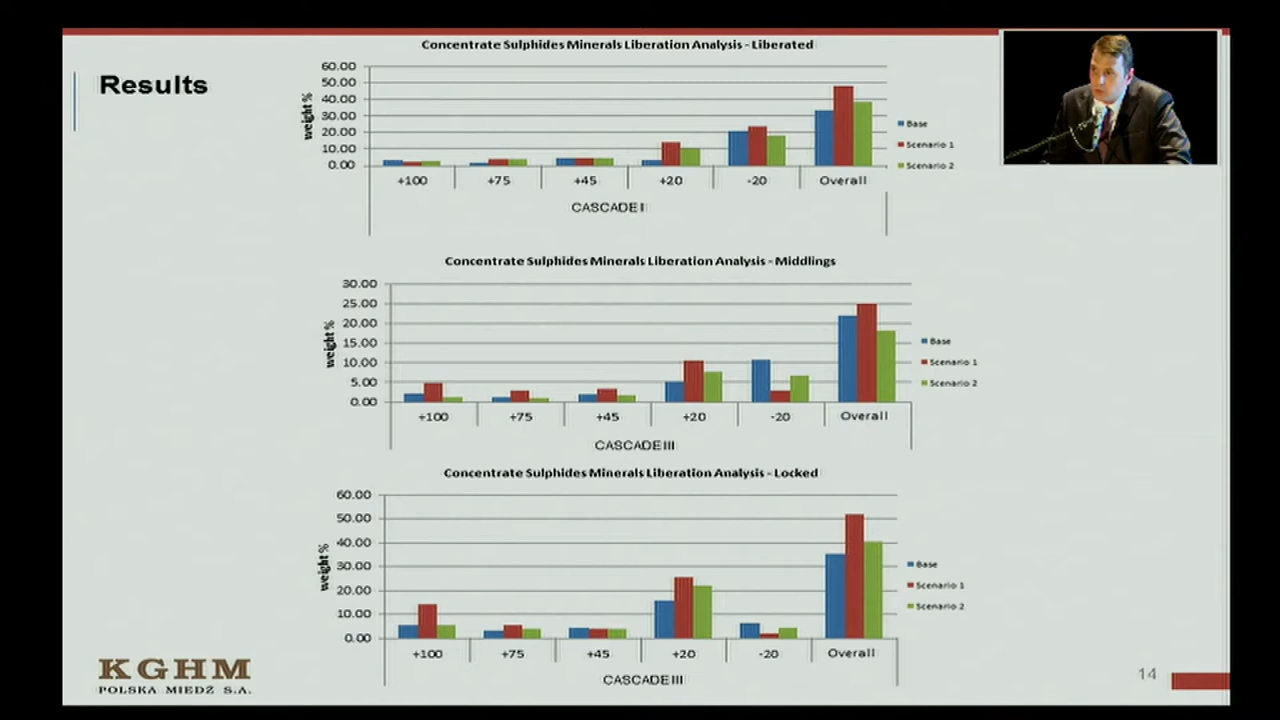 Results
Concentrate Sulphides Minerals Liberation Analysis - Liberated
weight %
60.00
50.00
40.00
30.00
20.00
10.00
0.00
+100 +75 +45 +20 -20 Overall
CASCADE I
Base
Scenario 1
Scenario 2
Concentrate Sulphides Minerals Liberation Analysis - Middlings
weight %
30.00
25.00
20.00
15.00
10.00
5.00
0.00
+100 +75 +45 +20 -20 Overall
CASCADE III
Base
Scenario 1
Scenario 2
Concentrate Sulphides Minerals Liberation Analysis - Locked
weight %
60.00
50.00
40.00
30.00
20.00
10.00
0.00
+100 +75 +45 +20 -20 Overall
CASCADE III
Base
Scenario 1
Scenario 2
KGHM
POLSKA MIEDŹ S.A.
14